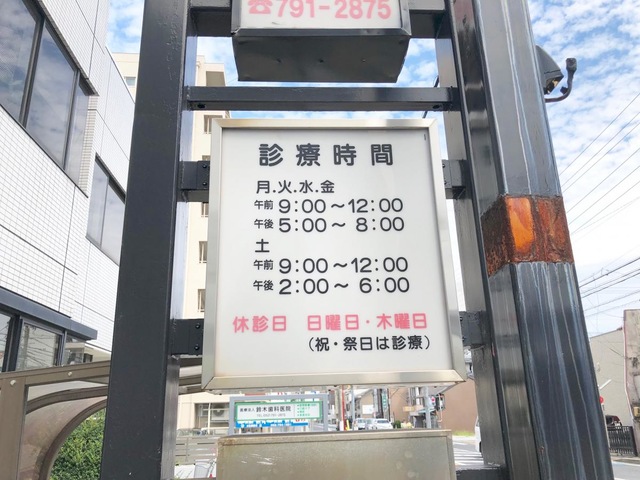 ☎791-2875
診療時間
月.火.水.金
午前 9:00～12:00
午後 5:00～ 8:00
土
午前 9:00～12:00
午後 2:00～ 6:00
休診日 日曜日・木曜日
(祝・祭日は診療)
鈴木歯科医院